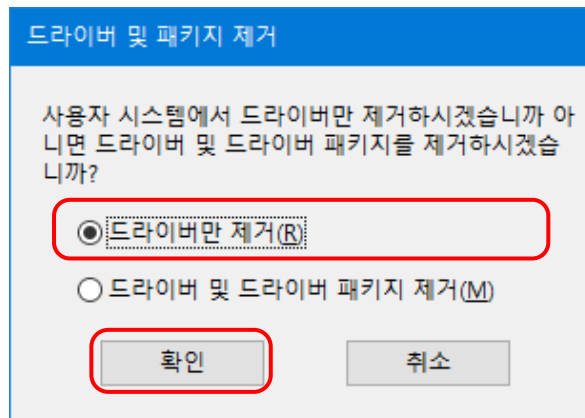 드라이버 및 패키지 제거
사용자 시스템에서 드라이버만 제거하시겠습니까 아
니면 드라이버 및 드라이버 패키지를 제거하시겠습
니까?
드라이버만 제거(R)
드라이버 및 드라이버 패키지 제거(M)
확인 취소